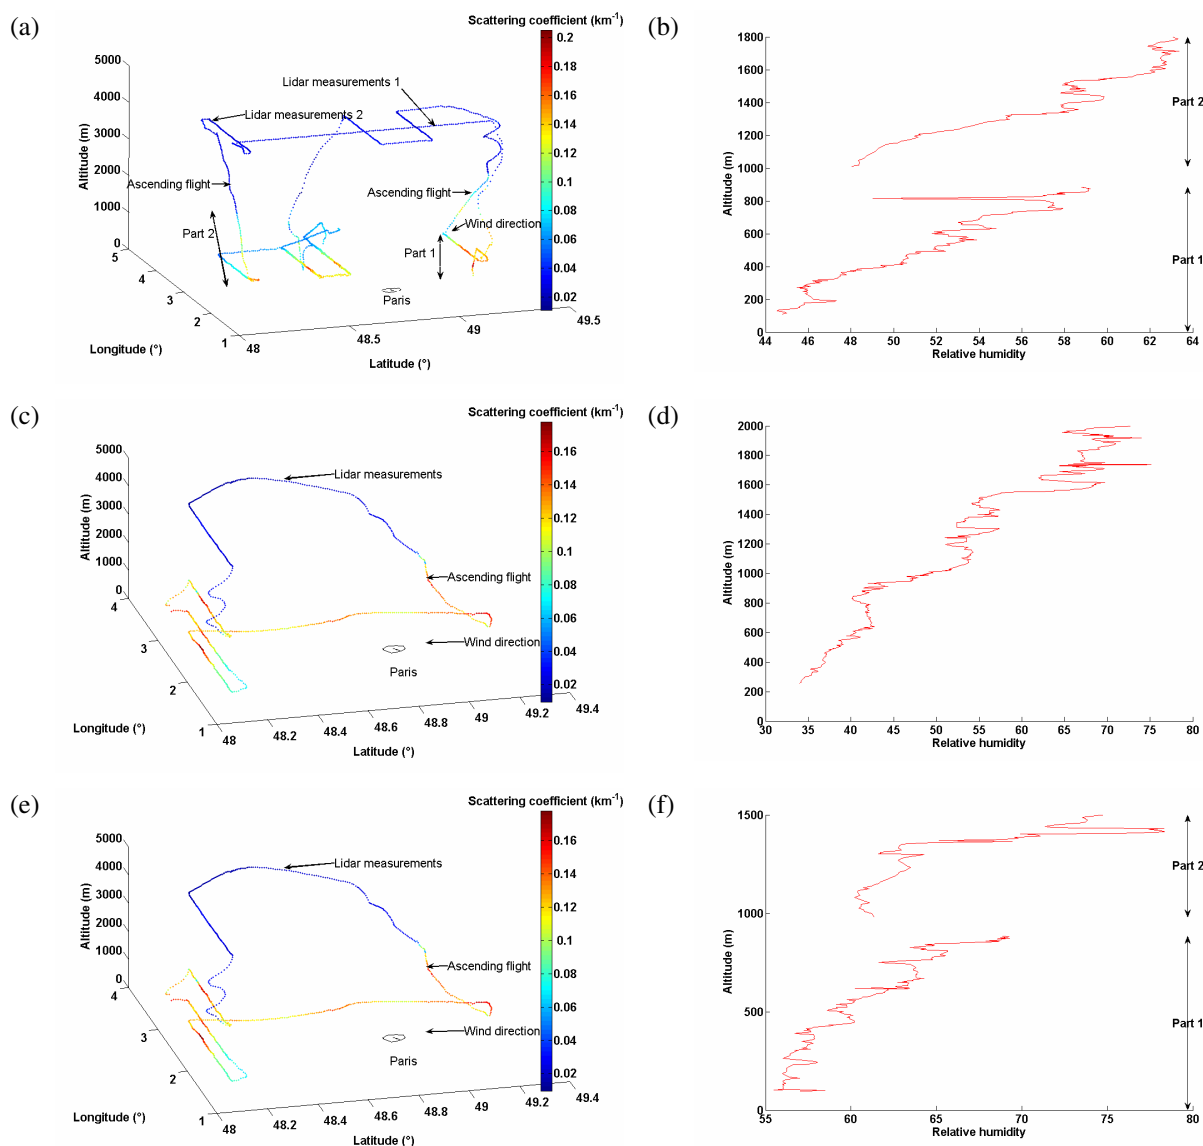 (a)
Scattering coefficient (km-1)
5000
4000
3000
2000
1000
0
Altitude (m)
5
4
3
2
1
Longitude (°)
48
48.5
49
49.5
Latitude (°)
Lidar measurements 1
Lidar measurements 2
Ascending flight
Ascending flight
Wind direction
Part 2
Part 1
Paris
0.2
0.18
0.16
0.14
0.12
0.1
0.08
0.06
0.04
0.02
(b)
1800
1600
1400
1200
1000
800
600
400
200
0
Altitude (m)
44 46 48 50 52 54 56 58 60 62 64
Relative humidity
Part 2
Part 1
(c)
Scattering coefficient (km-1)
5000
4000
3000
2000
1000
0
Altitude (m)
4
3
2
1
Longitude (°)
48
48.2
48.4
48.6
48.8
49
49.2
49.4
Latitude (°)
Lidar measurements
Ascending flight
Wind direction
Paris
0.16
0.14
0.12
0.1
0.08
0.06
0.04
0.02
(d)
2000
1800
1600
1400
1200
1000
800
600
400
200
0
Altitude (m)
30 35 40 45 50 55 60 65 70 75 80
Relative humidity
(e)
Scattering coefficient (km-1)
5000
4000
3000
2000
1000
0
Altitude (m)
4
3
2
1
Longitude (°)
48
48.2
48.4
48.6
48.8
49
49.2
49.4
Latitude (°)
Lidar measurements
Ascending flight
Wind direction
Paris
0.16
0.14
0.12
0.1
0.08
0.06
0.04
0.02
(f)
1500
1000
500
0
Altitude (m)
55 60 65 70 75 80
Relative humidity
Part 2
Part 1